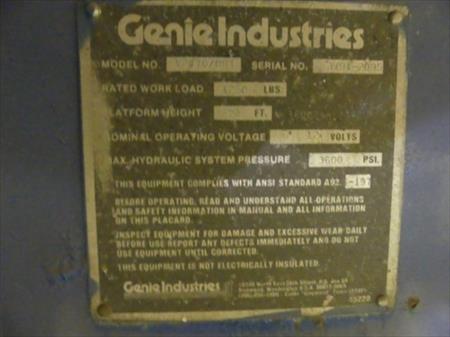 Genie Industries
MODEL NO. SERIAL NO.
RATED WORK LOAD LBS
PLATFORM HEIGHT FT.
NOMINAL OPERATING VOLTAGE VOLTS
MAX. HYDRAULIC SYSTEM PRESSURE 3600 PSI.
THIS EQUIPMENT COMPLIES WITH ANSI STANDARD A92
BEFORE OPERATING, READ AND UNDERSTAND ALL OPERATIONS
AND SAFETY INFORMATION IN MANUAL AND ALL INFORMATION
ON THIS PLACARD.
INSPECT EQUIPMENT FOR DAMAGE AND EXCESSIVE WEAR DAILY
BEFORE USE REPORT ANY DEFECTS IMMEDIATELY AND DO NOT
USE EQUIPMENT UNTIL CORRECTED.
THIS EQUIPMENT IS NOT ELECTRICALLY INSULATED.
Genie Industries